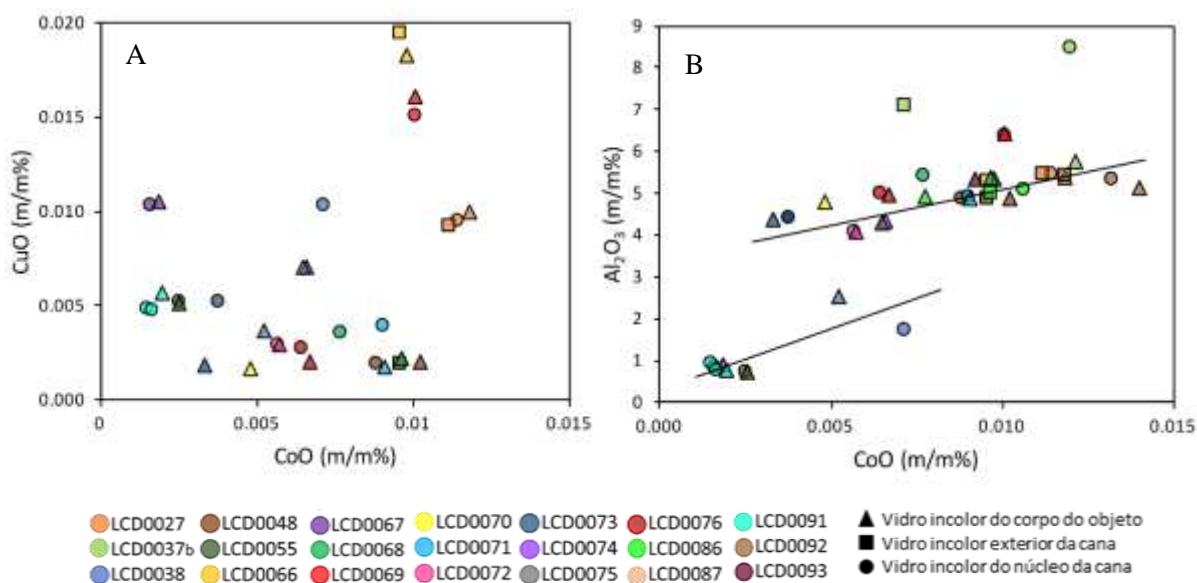 A
CuO (m/m%)
0.020
0.015
0.010
0.005
0.000
0
0.005
0.01
0.015
CoO (m/m%)
B
Al₂O₃ (m/m%)
9
8
7
6
5
4
3
2
1
0
0.000
0.005
0.010
0.015
CoO (m/m%)
LCD0027 LCD0048 LCD0067 LCD0070 LCD0073 LCD0076 LCD0091 Vidro incolor do corpo do objeto
LCD0037b LCD0055 LCD0068 LCD0071 LCD0074 LCD0086 LCD0092 Vidro incolor exterior da cana
LCD0038 LCD0066 LCD0069 LCD0072 LCD0075 LCD0087 LCD0093 Vidro incolor do núcleo da cana